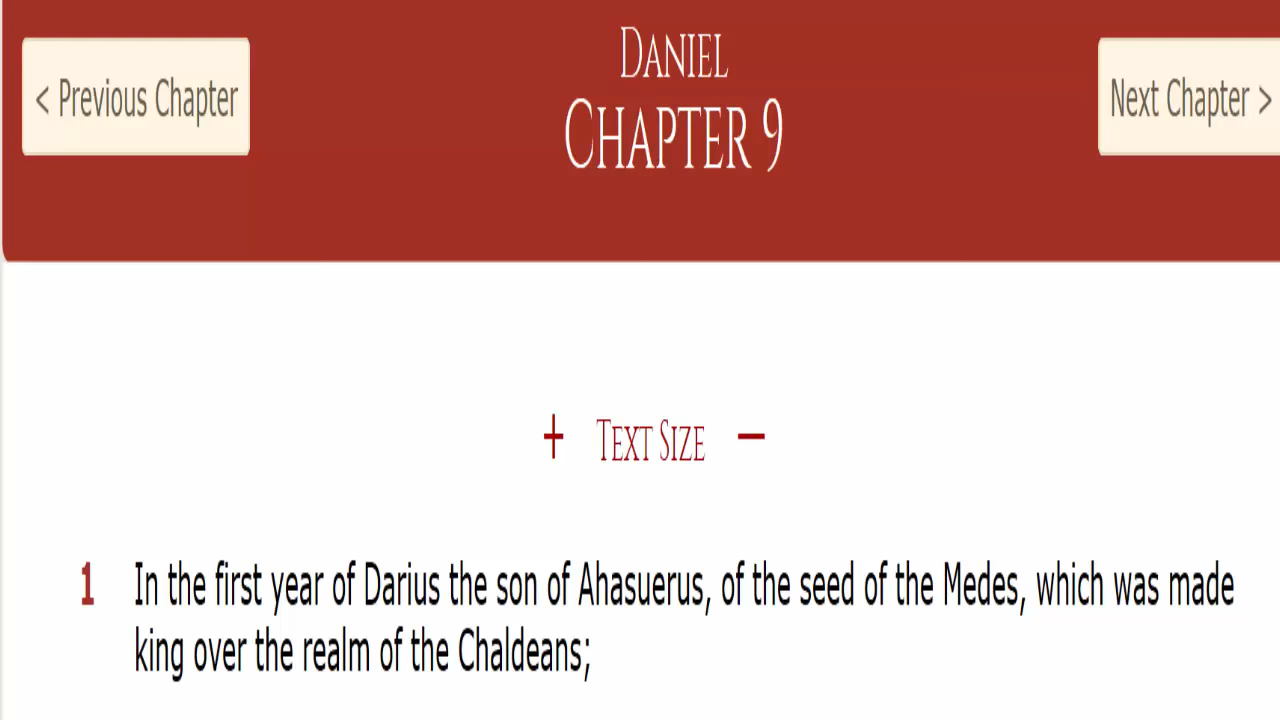 Daniel
< Previous Chapter
Chapter 9
Next Chapter >
+ Text Size −
1 In the first year of Darius the son of Ahasuerus, of the seed of the Medes, which was made
king over the realm of the Chaldeans;